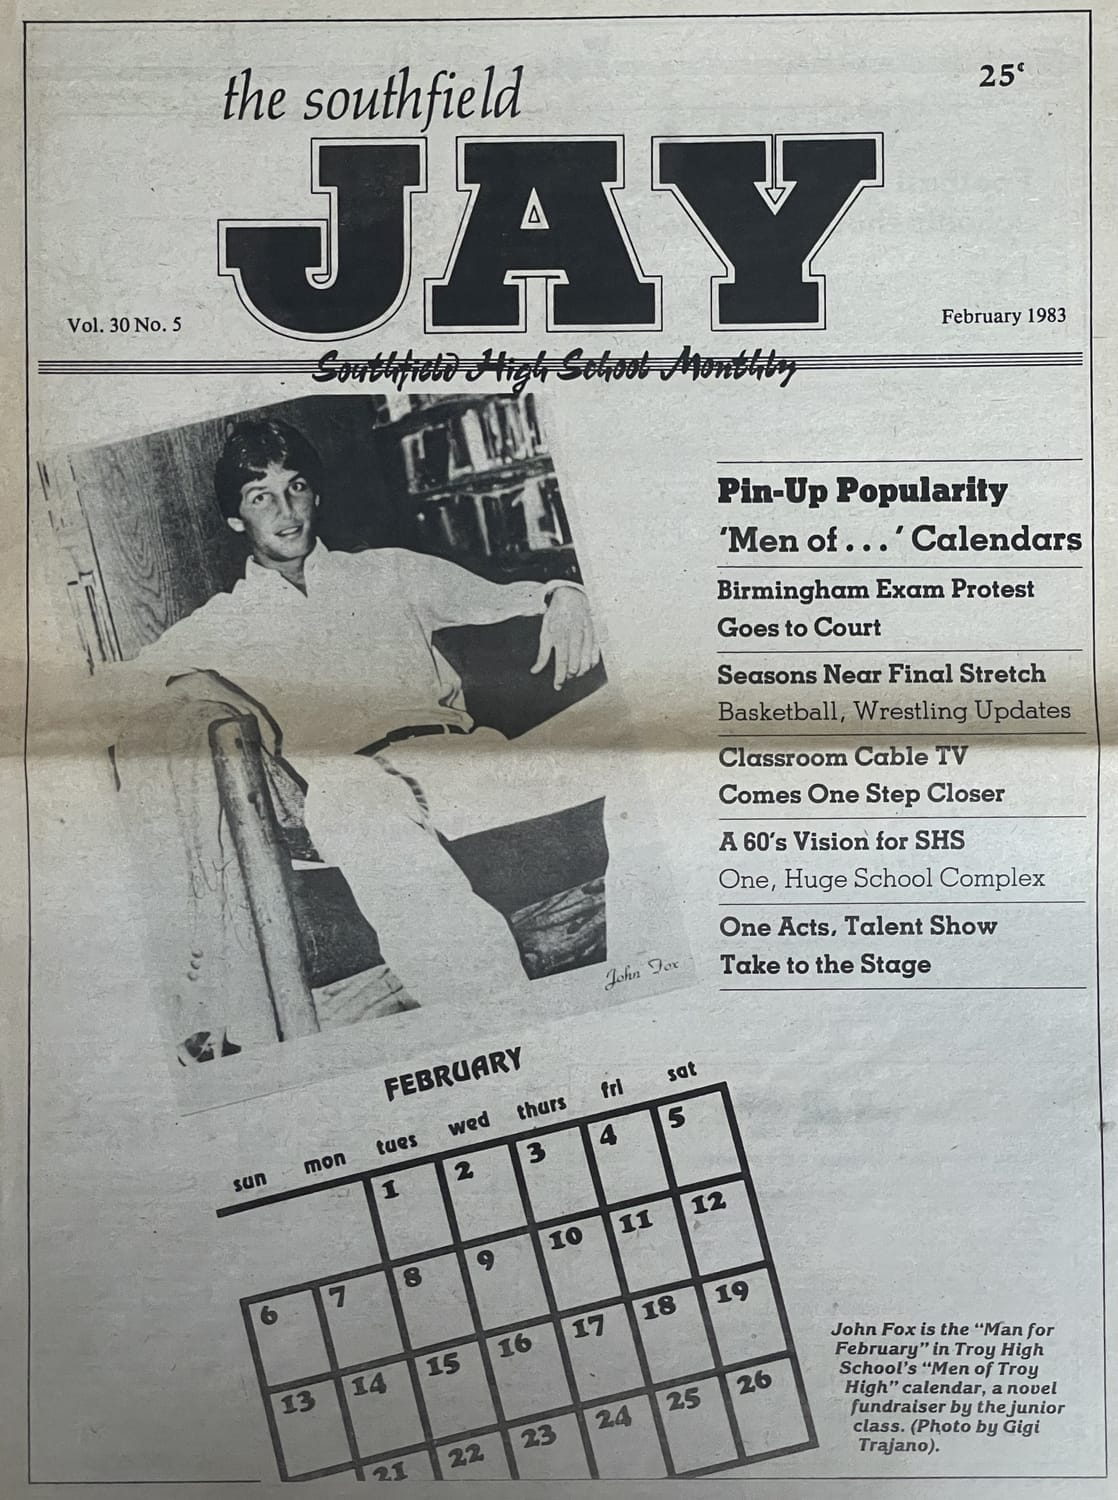 the southfield
25¢
JAY
Vol. 30 No. 5
February 1983
Southfield High School Monthly
Pin-Up Popularity
'Men of . . . ' Calendars
Birmingham Exam Protest
Goes to Court
Seasons Near Final Stretch
Basketball, Wrestling Updates
Classroom Cable TV
Comes One Step Closer
A 60's Vision for SHS
One, Huge School Complex
One Acts, Talent Show
Take to the Stage
John Fox
FEBRUARY
sun mon tues wed thurs fri sat
1 2 3 4 5
6 7 8 9 10 11 12
13 14 15 16 17 18 19
21 22 23 24 25 26
John Fox is the "Man for
February" in Troy High
School's "Men of Troy
High" calendar, a novel
fundraiser by the junior
class. (Photo by Gigi
Trajano).